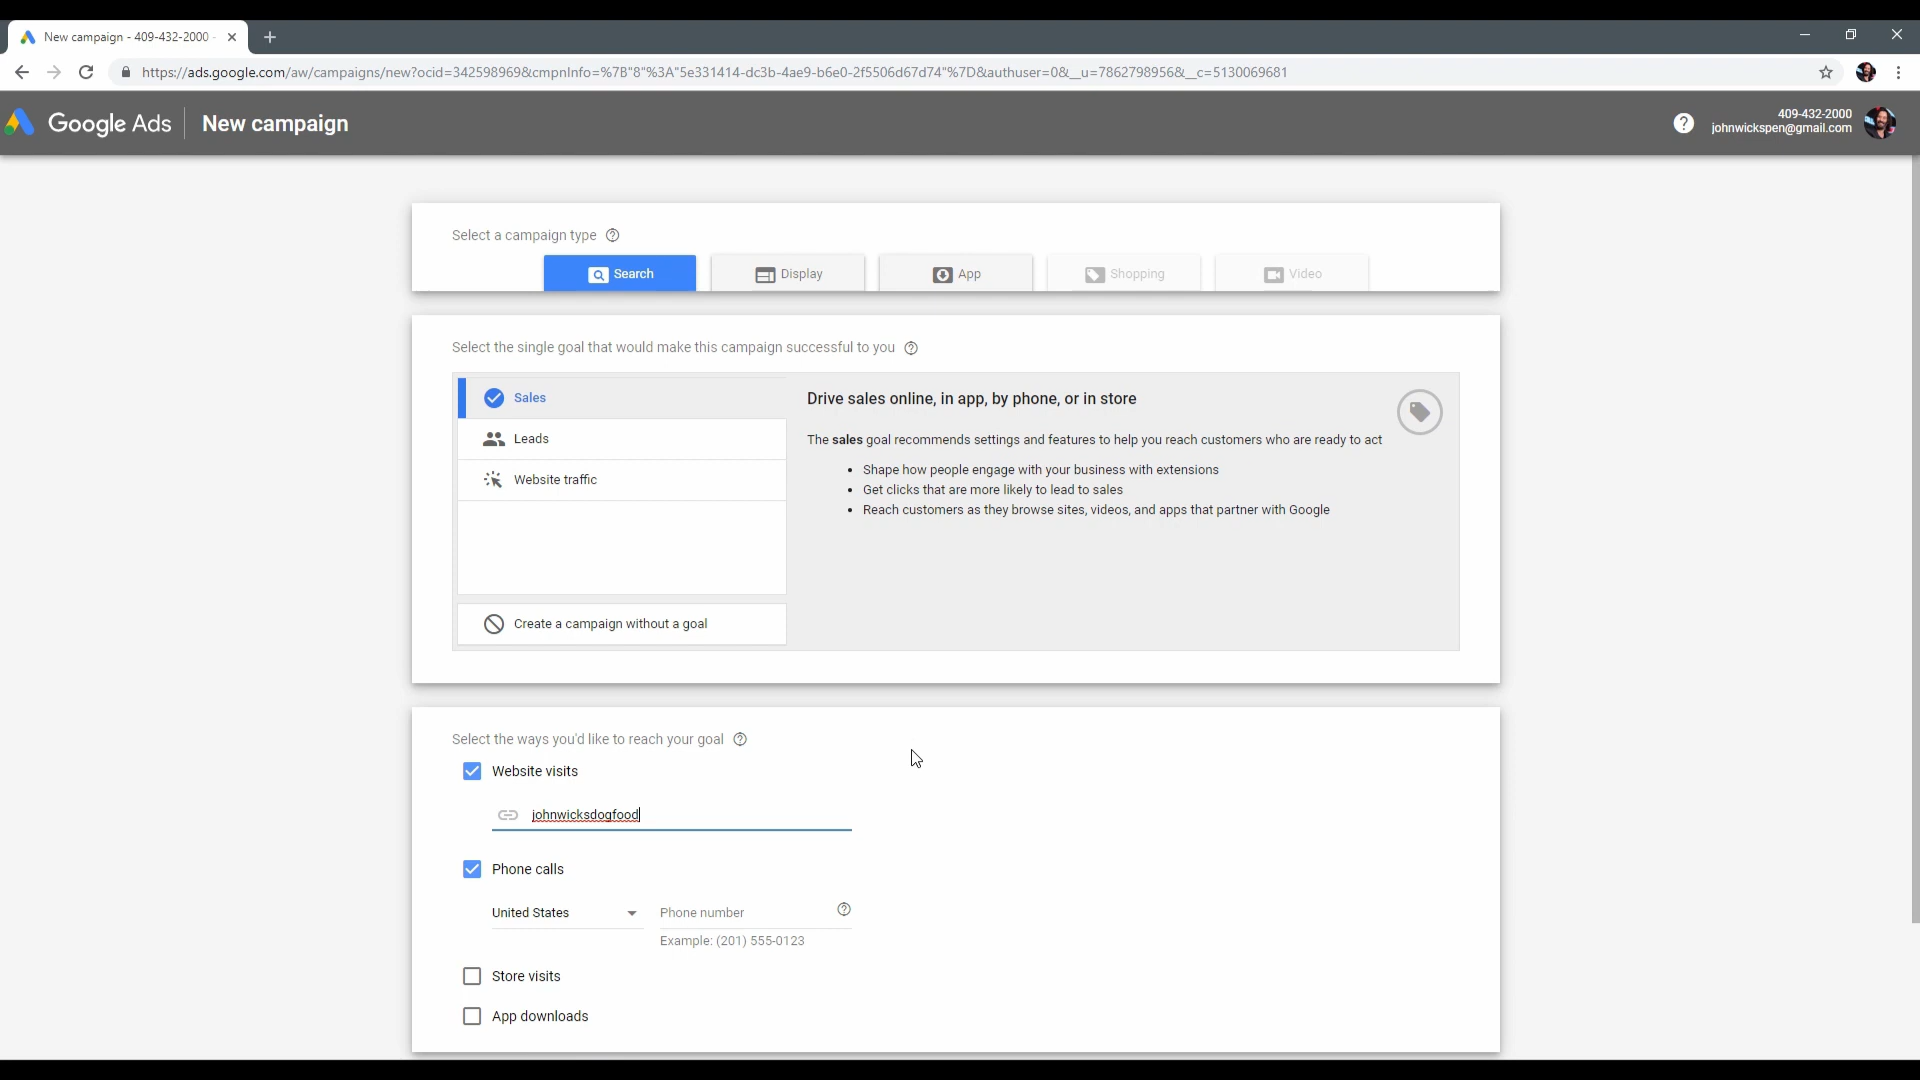 New campaign - 409-432-2000 -
https://ads.google.com/aw/campaigns/new?ocid=342598969&cmpnInfo=%7B"8"%3A"5e331414-dc3b-4ae9-b6e0-2f5506d67d74"%7D&authuser=0&__u=7862798956&__c=5130069681
Google Ads New campaign
409-432-2000
johnwickspen@gmail.com
Select a campaign type
Search Display App Shopping Video
Select the single goal that would make this campaign successful to you
Sales
Leads
Website traffic
Create a campaign without a goal
Drive sales online, in app, by phone, or in store
The sales goal recommends settings and features to help you reach customers who are ready to act
• Shape how people engage with your business with extensions
• Get clicks that are more likely to lead to sales
• Reach customers as they browse sites, videos, and apps that partner with Google
Select the ways you'd like to reach your goal
Website visits
johnwicksdogfood
Phone calls
United States Phone number
Example: (201) 555-0123
Store visits
App downloads